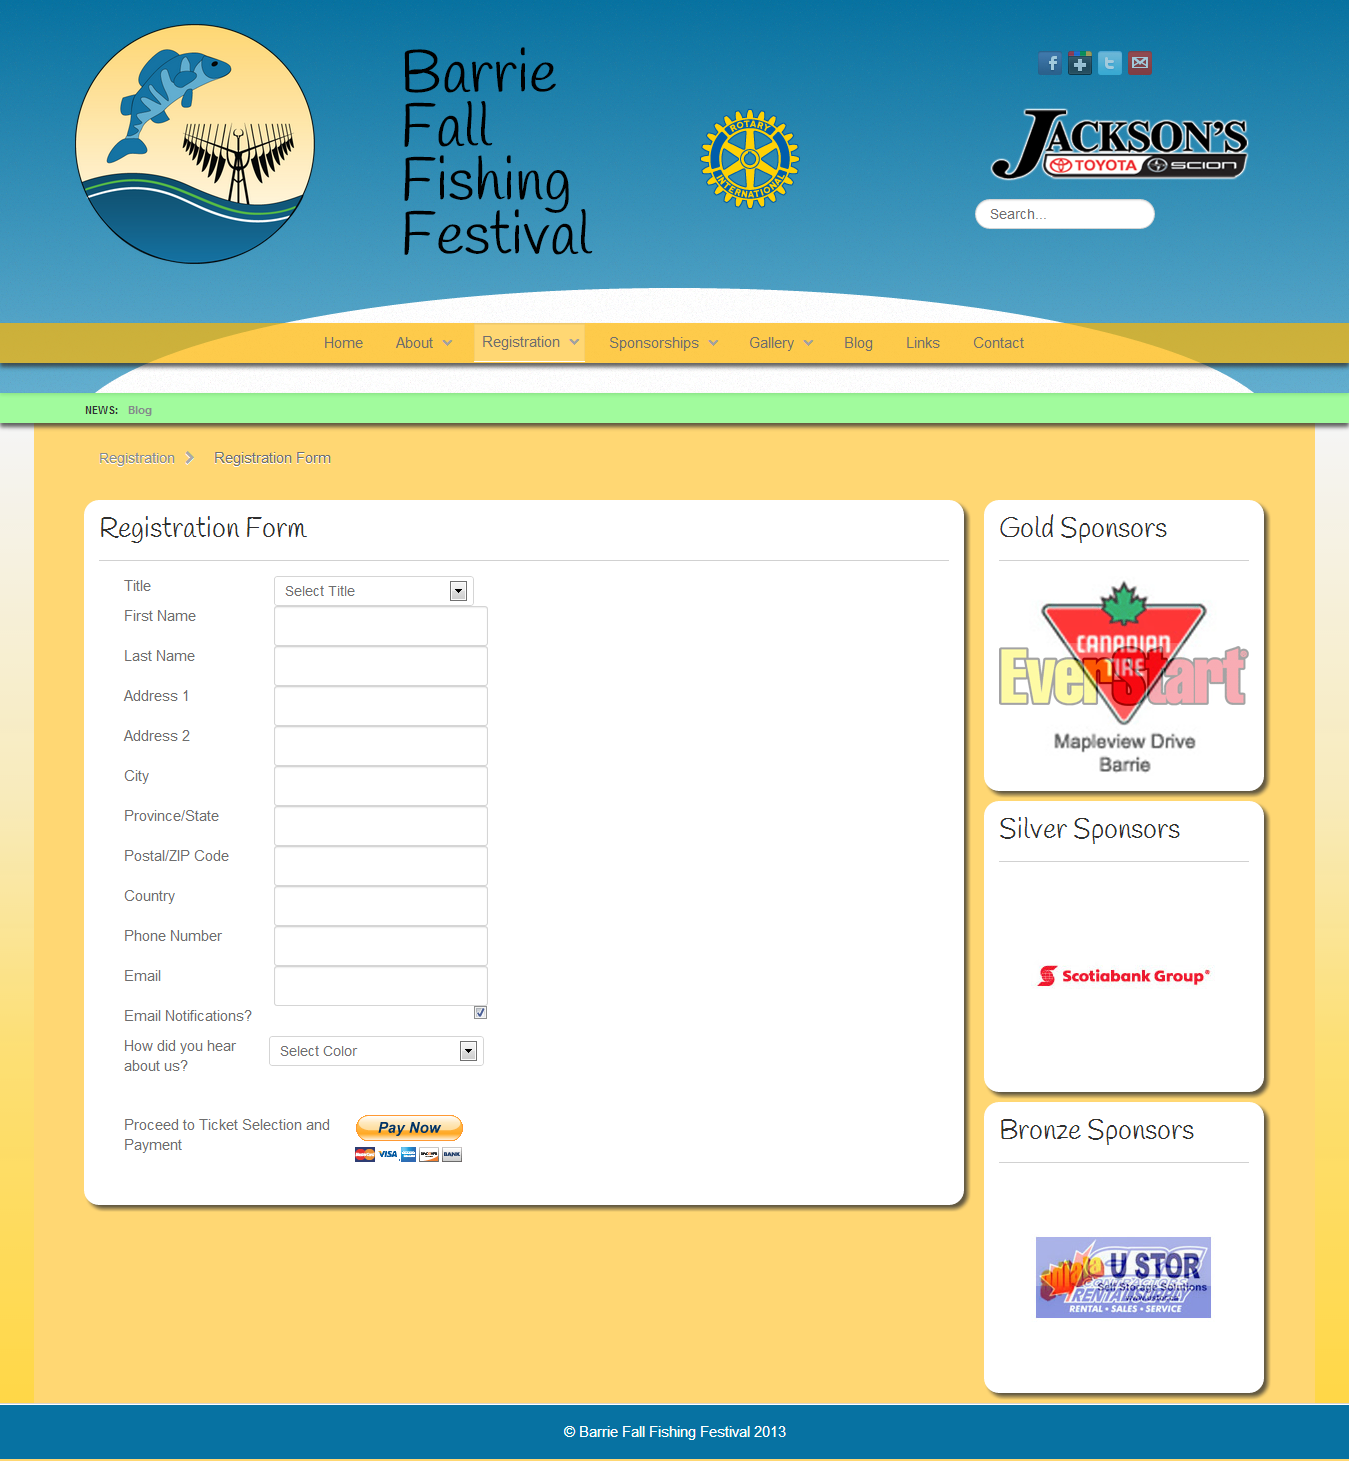 Barrie
Fall
Fishing
Festival
ROTARY
INTERNATIONAL
JACKSON'S
TOYOTA SCION
Search...
Home About Registration Sponsorships Gallery Blog Links Contact
NEWS: Blog
Registration Registration Form
Registration Form
Title Select Title
First Name
Last Name
Address 1
Address 2
City
Province/State
Postal/ZIP Code
Country
Phone Number
Email
Email Notifications?
How did you hear
about us?
Select Color
Proceed to Ticket Selection and
Payment
Pay Now
VISA
BANK
Gold Sponsors
CANADIAN
TIRE
EverStart
Mapleview Drive
Barrie
Silver Sponsors
Scotiabank Group
Bronze Sponsors
U STOR
Self Storage Solutions
RENTAL SUPPLY
RENTAL • SALES • SERVICE
© Barrie Fall Fishing Festival 2013